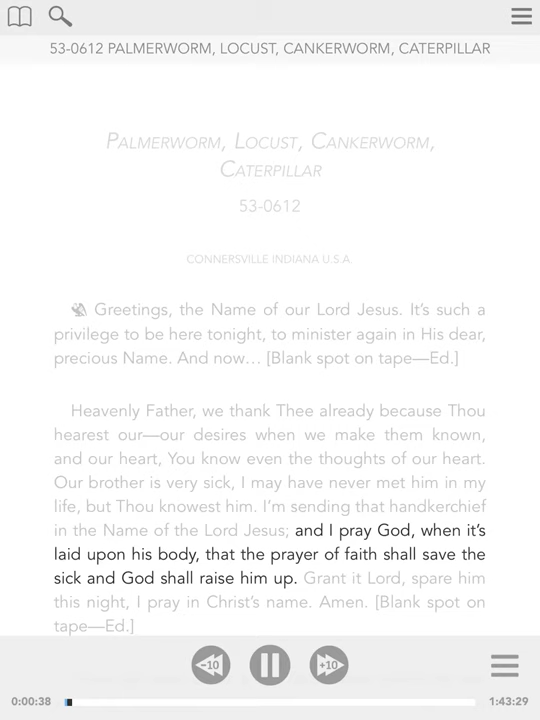 53-0612 PALMERWORM, LOCUST, CANKERWORM, CATERPILLAR
PALMERWORM, LOCUST, CANKERWORM,
CATERPILLAR
53-0612
CONNERSVILLE INDIANA U.S.A.
Greetings, the Name of our Lord Jesus. It’s such a
privilege to be here tonight, to minister again in His dear,
precious Name. And now… [Blank spot on tape—Ed.]
Heavenly Father, we thank Thee already because Thou
hearest our—our desires when we make them known,
and our heart, You know even the thoughts of our heart.
Our brother is very sick, I may have never met him in my
life, but Thou knowest him. I’m sending that handkerchief
in the Name of the Lord Jesus; and I pray God, when it’s
laid upon his body, that the prayer of faith shall save the
sick and God shall raise him up. Grant it Lord, spare him
this night, I pray in Christ’s name. Amen. [Blank spot on
tape—Ed.]
-10 +10
0:00:38 1:43:29